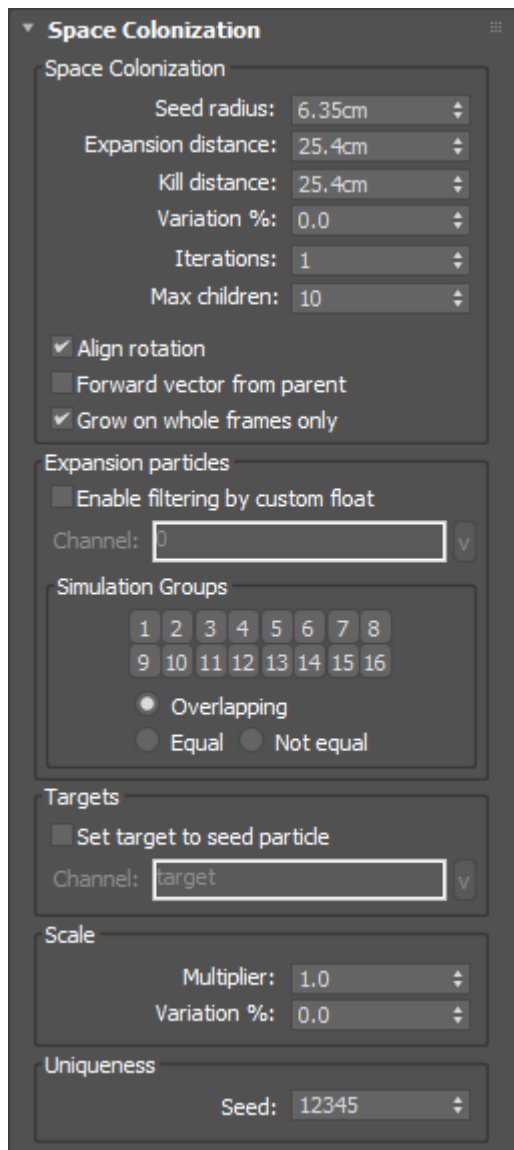 Space Colonization
Space Colonization
Seed radius: 6.35cm
Expansion distance: 25.4cm
Kill distance: 25.4cm
Variation %: 0.0
Iterations: 1
Max children: 10
Align rotation
Forward vector from parent
Grow on whole frames only
Expansion particles
Enable filtering by custom float
Channel: 0 v
Simulation Groups
1 2 3 4 5 6 7 8
9 10 11 12 13 14 15 16
Overlapping
Equal Not equal
Targets
Set target to seed particle
Channel: target v
Scale
Multiplier: 1.0
Variation %: 0.0
Uniqueness
Seed: 12345